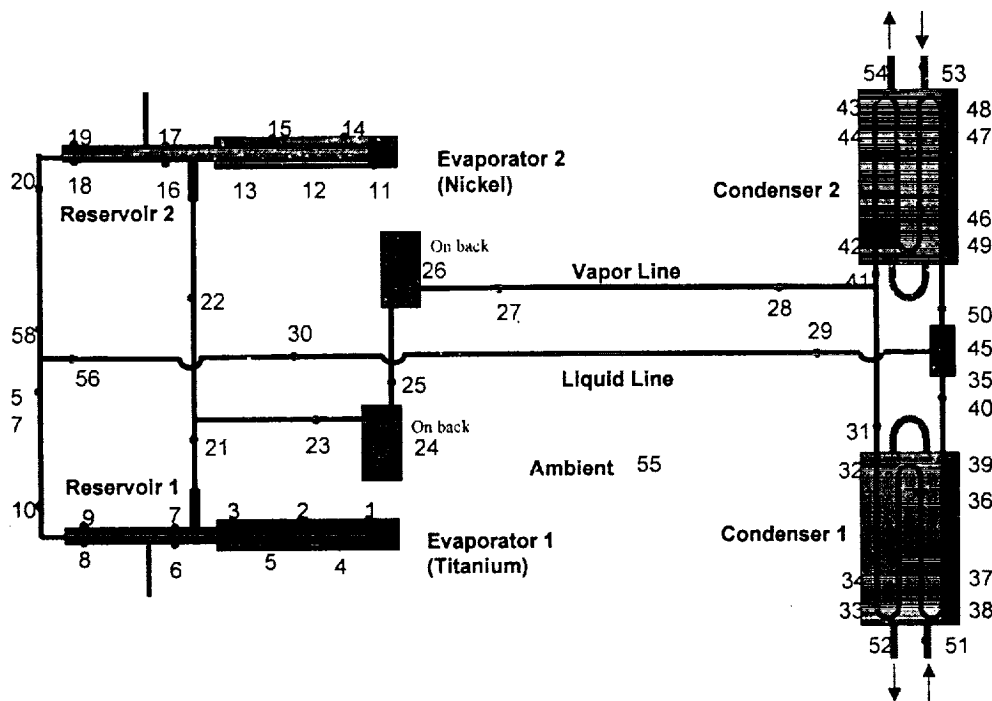 54 53
43 48
19 17 15 14
44 47
Evaporator 2
(Nickel)
20 18 16 13 12 11
Condenser 2
Reservoir 2
46
On back
42 49
26
Vapor Line
41
22 27 28
50
58 30 29
45
56
Liquid Line
35
5
25
40
7
On back
21 23 24
31
Ambient 55
32 39
Reservoir 1
36
10 9 7 3 2 1
Condenser 1
Evaporator 1
(Titanium)
8 6 5 4
34 37
33 38
52 51